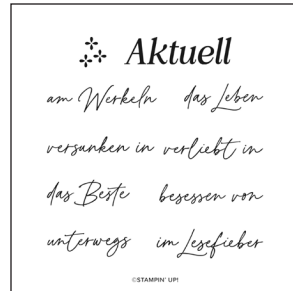 Aktuell
am Werkeln das Leben
versunken in verliebt in
das Beste besessen von
unterwegs im Lesefieber
©STAMPIN' UP!